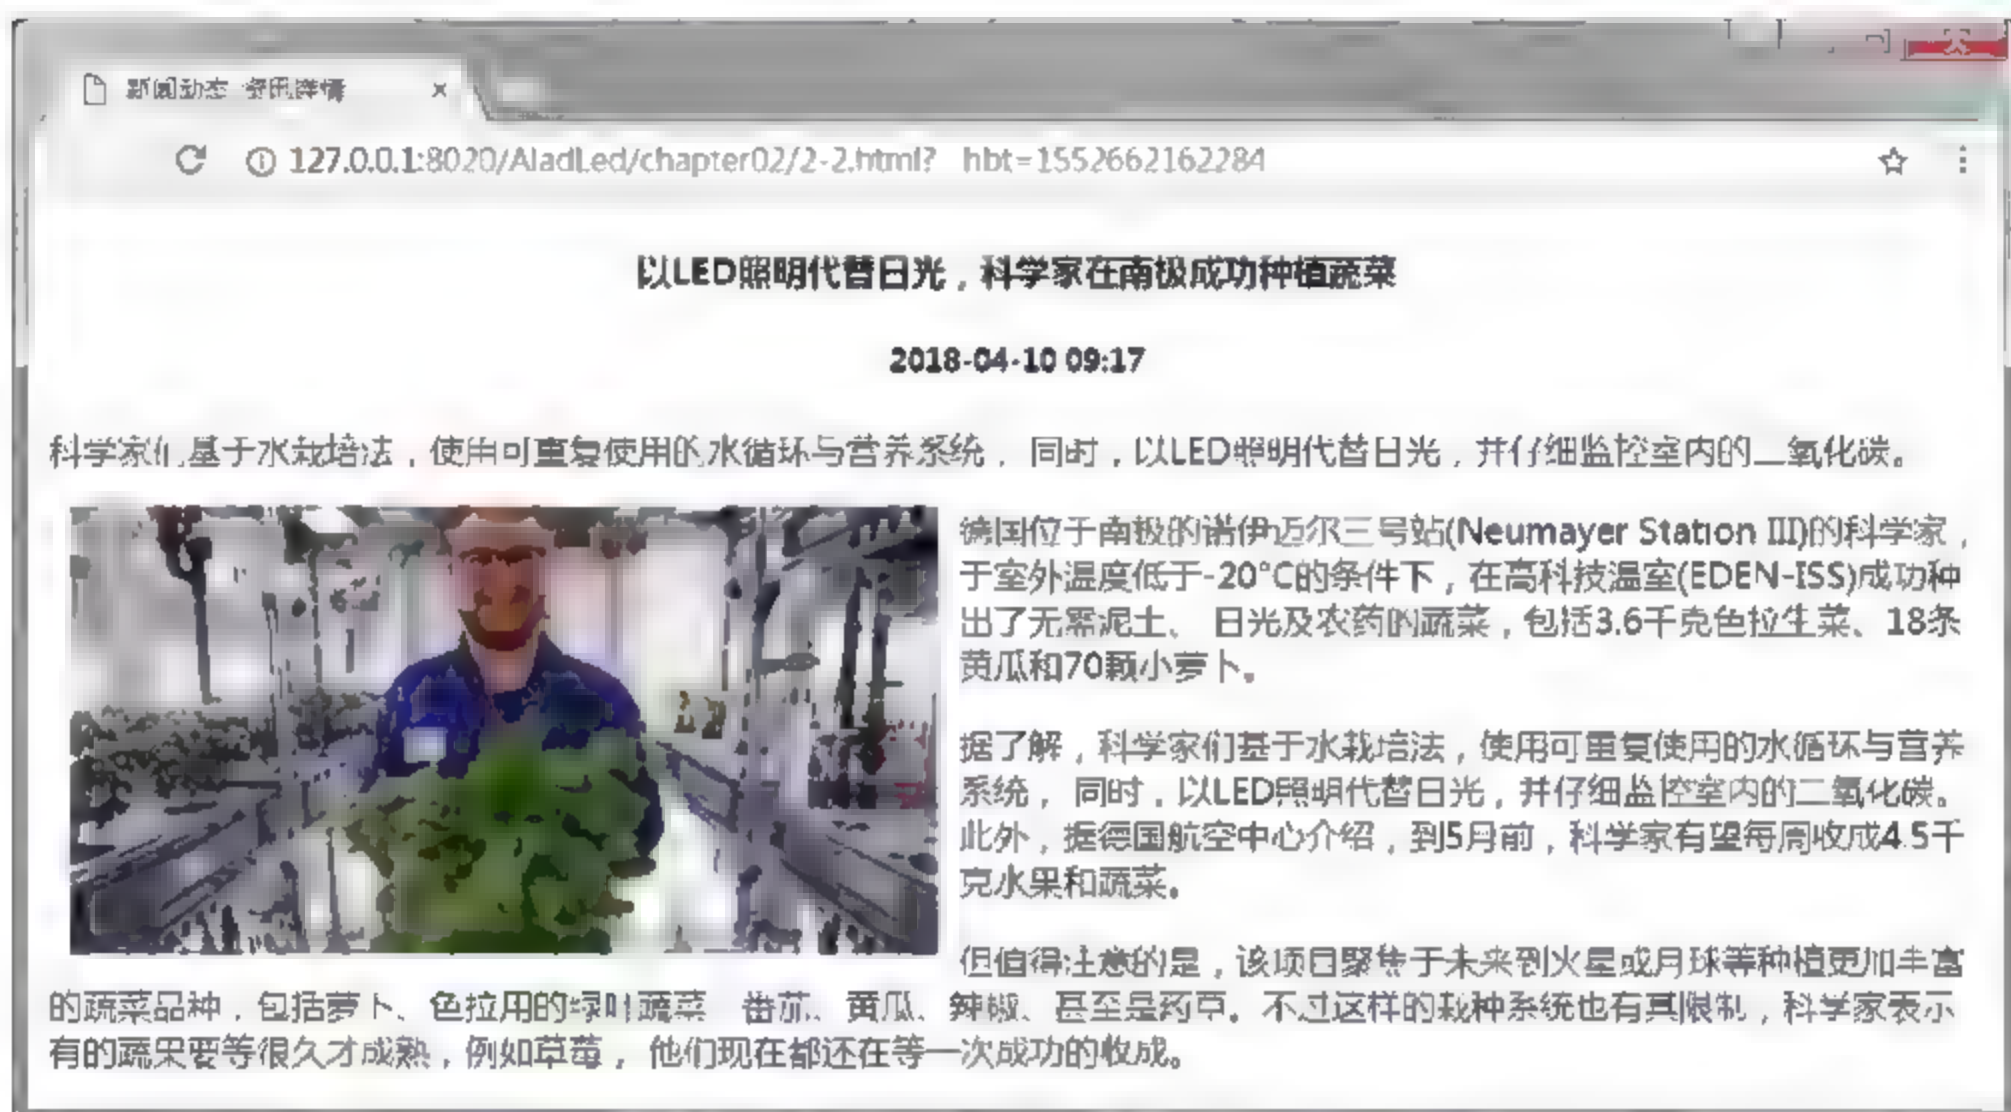 新闻动态 资讯详情
127.0.0.1:8020/AladLed/chapter02/2-2.html?__hbt=1552662162284
以LED照明代替日光，科学家在南极成功种植蔬菜
2018-04-10 09:17
科学家们基于水栽培法，使用可重复使用的水循环与营养系统， 同时，以LED照明代替日光，并仔细监控室内的二氧化碳。
德国位于南极的诺伊迈尔三号站(Neumayer Station III)的科学家，
于室外温度低于-20°C的条件下，在高科技温室(EDEN-ISS)成功种
出了无需泥土、 日光及农药的蔬菜，包括3.6千克色拉生菜、18条
黄瓜和70颗小萝卜。
据了解，科学家们基于水栽培法，使用可重复使用的水循环与营养
系统， 同时，以LED照明代替日光，并仔细监控室内的二氧化碳。
此外，据德国航空中心介绍，到5月前，科学家有望每周收成4.5千
克水果和蔬菜。
但值得注意的是，该项目聚焦于未来到火星或月球等种植更加丰富
的蔬菜品种，包括萝卜、色拉用的绿叶蔬菜、番茄、黄瓜、辣椒、甚至是药草。不过这样的栽种系统也有其限制，科学家表示
有的蔬果要等很久才成熟，例如草莓， 他们现在都还在等一次成功的收成。